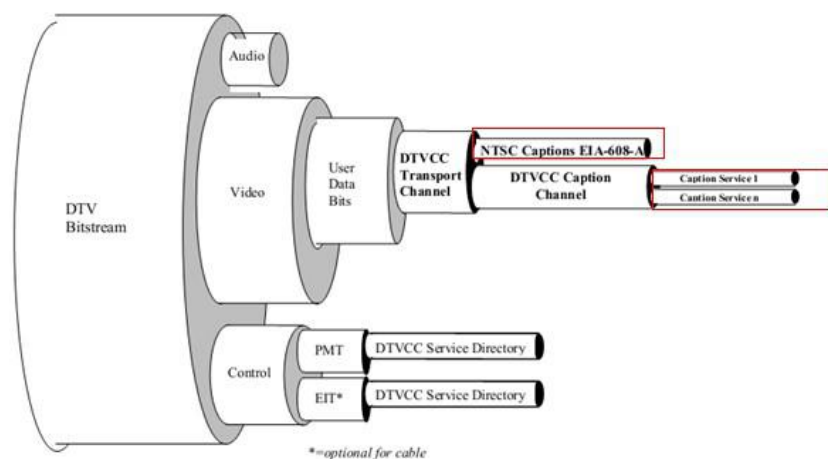 Audio
NTSC Captions EIA-608-A
DTVCC
Transport
Channel
User
Data
Bits
Video
DTVCC Caption
Channel
Caption Service 1
Caption Service n
DTV
Bitstream
PMT
DTVCC Service Directory
Control
EIT*
DTVCC Service Directory
*=optional for cable